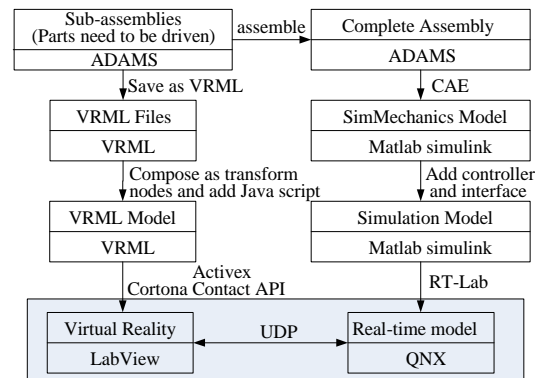 Sub-assemblies
(Parts need to be driven)
ADAMS
assemble
Complete Assembly
ADAMS
Save as VRML
CAE
VRML Files
VRML
SimMechanics Model
Matlab simulink
Compose as transform
nodes and add Java script
Add controller
and interface
VRML Model
VRML
Simulation Model
Matlab simulink
Activex
Cortona Contact API
RT-Lab
Virtual Reality
LabView
UDP
Real-time model
QNX